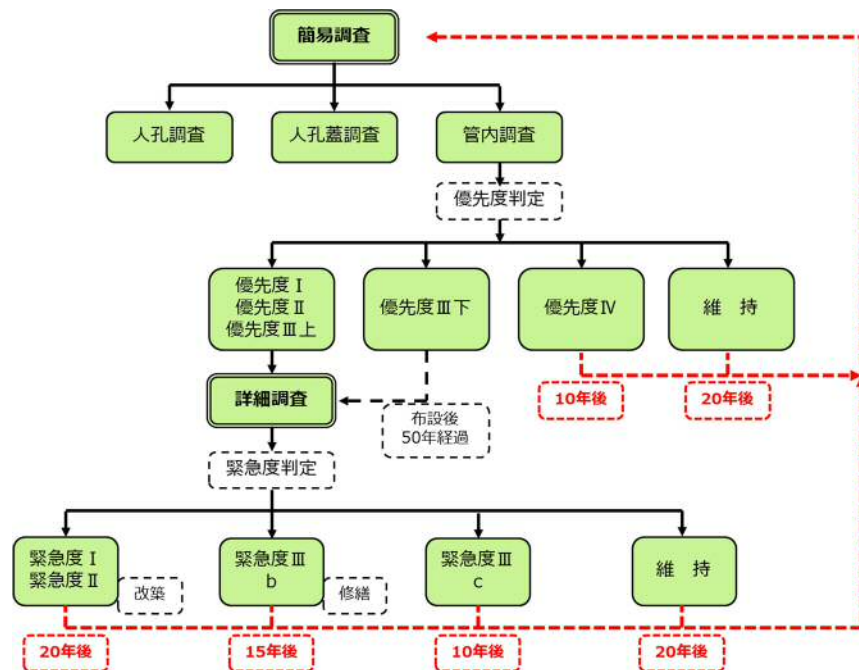 簡易調査
人孔調査
人孔蓋調査
管内調査
優先度判定
優先度Ⅰ
優先度Ⅱ
優先度Ⅲ上
優先度Ⅲ下
優先度Ⅳ
維　持
10年後
20年後
詳細調査
布設後
50年経過
緊急度判定
緊急度Ⅰ
緊急度Ⅱ
改築
緊急度Ⅲ
b
修繕
緊急度Ⅲ
c
維　持
20年後
15年後
10年後
20年後